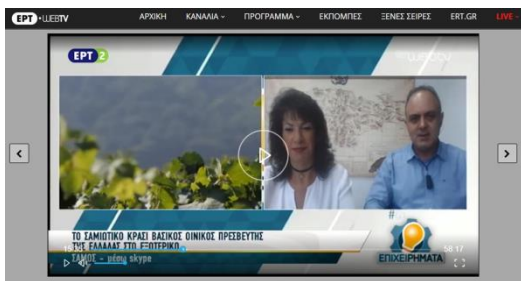 ΕΡΤ WEBTV ΑΡΧΙΚΗ ΚΑΝΑΛΙΑ ΠΡΟΓΡΑΜΜΑ ΕΚΠΟΜΠΕΣ ΞΕΝΕΣ ΣΕΙΡΕΣ ERT.GR LIVE
ΕΡΤ 2
webtv
#
ΕΠΙΧΕΙΡΗΜΑΤΑ
ΤΟ ΣΑΜΙΩΤΙΚΟ ΚΡΑΣΙ ΒΑΣΙΚΟΣ ΟΙΝΙΚΟΣ ΠΡΕΣΒΕΥΤΗΣ
ΤΗΣ ΕΛΛΑΔΑΣ ΣΤΟ ΕΞΩΤΕΡΙΚΟ
58:17
ΣΑΜΟΣ - μέσω skype